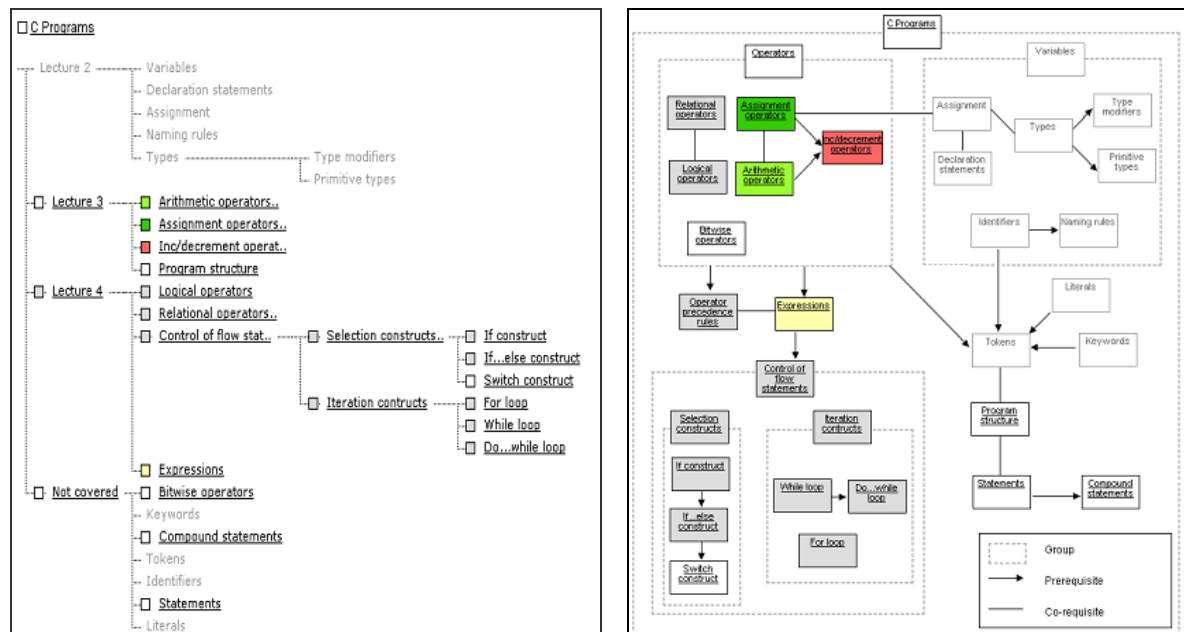 C Programs
Lecture 2
Variables
Declaration statements
Assignment
Naming rules
Types
Type modifiers
Primitive types
Lecture 3
Arithmetic operators..
Assignment operators..
Inc/decrement operat..
Program structure
Lecture 4
Logical operators
Relational operators..
Control of flow stat..
Selection constructs..
If construct
If...else construct
Switch construct
Iteration contructs
For loop
While loop
Do...while loop
Expressions
Not covered
Bitwise operators
Keywords
Compound statements
Tokens
Identifiers
Statements
Literals
C Programs
Operators
Variables
Relational
operators
Assignment
operators
Inc/decrement
operators
Logical
operators
Arithmetic
operators
Bitwise
operators
Assignment
Types
Type
modifiers
Primitive
types
Declaration
statements
Identifiers
Naming rules
Operator
precedence
rules
Expressions
Literals
Tokens
Keywords
Control of
flow
statements
Program
structure
Selection
constructs
Iteration
contructs
If construct
While loop
Do...while
loop
Statements
Compound
statements
If...else
construct
For loop
Switch
construct
Group
Prerequisite
Co-requisite